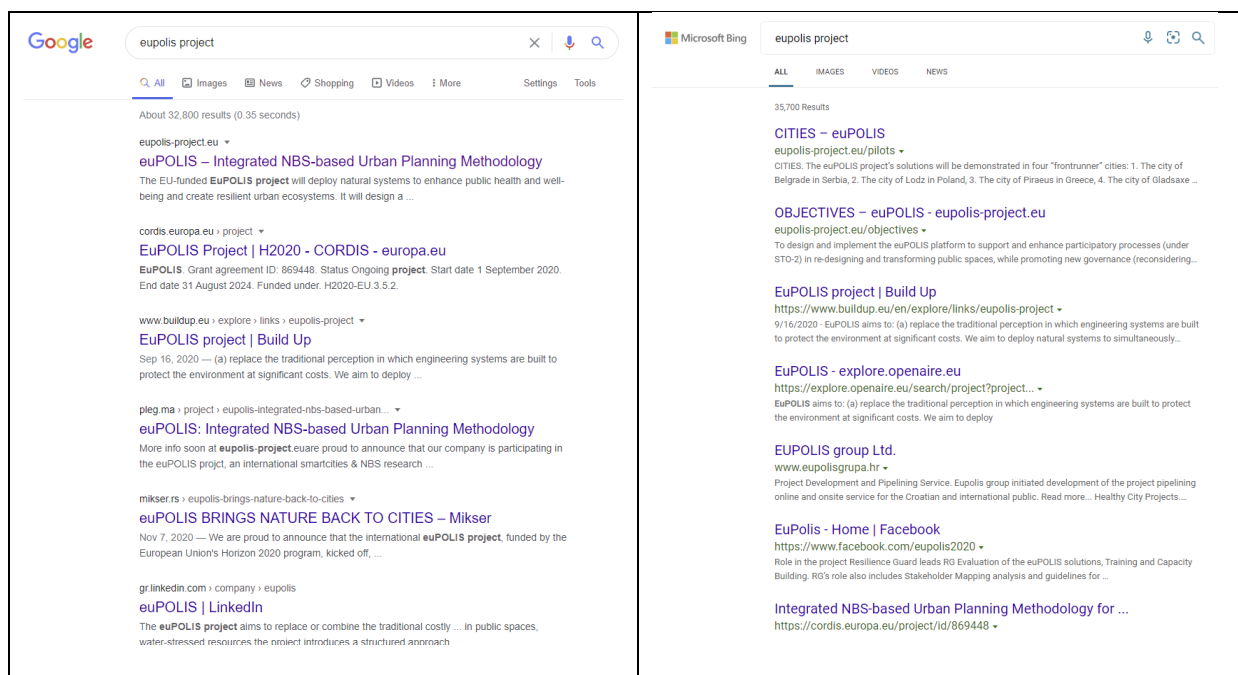 Google
eupolis project
All Images News Shopping Videos More Settings Tools
About 32,800 results (0.35 seconds)
eupolis-project.eu
euPOLIS – Integrated NBS-based Urban Planning Methodology
The EU-funded EuPOLIS project will deploy natural systems to enhance public health and well-
being and create resilient urban ecosystems. It will design a ...
cordis.europa.eu › project
EuPOLIS Project | H2020 - CORDIS - europa.eu
EuPOLIS. Grant agreement ID: 869448. Status Ongoing project. Start date 1 September 2020.
End date 31 August 2024. Funded under. H2020-EU.3.5.2.
www.buildup.eu › explore › links › eupolis-project
EuPOLIS project | Build Up
Sep 16, 2020 — (a) replace the traditional perception in which engineering systems are built to
protect the environment at significant costs. We aim to deploy ...
pleg.ma › project › eupolis-integrated-nbs-based-urban...
euPOLIS: Integrated NBS-based Urban Planning Methodology
More info soon at eupolis-project.euare proud to announce that our company is participating in
the euPOLIS projct, an international smartcities & NBS research ...
mikser.rs › eupolis-brings-nature-back-to-cities
euPOLIS BRINGS NATURE BACK TO CITIES – Mikser
Nov 7, 2020 — We are proud to announce that the international euPOLIS project, funded by the
European Union's Horizon 2020 program, kicked off, ...
gr.linkedin.com › company › eupolis
euPOLIS | LinkedIn
The euPOLIS project aims to replace or combine the traditional costly ... in public spaces,
water-stressed resources the project introduces a structured approach
Microsoft Bing
eupolis project
ALL IMAGES VIDEOS NEWS
35,700 Results
CITIES – euPOLIS
eupolis-project.eu/pilots
CITIES. The euPOLIS project's solutions will be demonstrated in four "frontrunner" cities: 1. The city of
Belgrade in Serbia, 2. The city of Lodz in Poland, 3. The city of Piraeus in Greece, 4. The city of Gladsaxe ...
OBJECTIVES – euPOLIS - eupolis-project.eu
eupolis-project.eu/objectives
To design and implement the euPOLIS platform to support and enhance participatory processes (under
STO-2) in re-designing and transforming public spaces, while promoting new governance (reconsidering...
EuPOLIS project | Build Up
https://www.buildup.eu/en/explore/links/eupolis-project
9/16/2020 · EuPOLIS aims to: (a) replace the traditional perception in which engineering systems are built
to protect the environment at significant costs. We aim to deploy natural systems to simultaneously...
EuPOLIS - explore.openaire.eu
https://explore.openaire.eu/search/project?project...
EuPOLIS aims to: (a) replace the traditional perception in which engineering systems are built to protect
the environment at significant costs. We aim to deploy
EUPOLIS group Ltd.
www.eupolisgrupa.hr
Project Development and Pipelining Service. Eupolis group initiated development of the project pipelining
online and onsite service for the Croatian and international public. Read more... Healthy City Projects....
EuPolis - Home | Facebook
https://www.facebook.com/eupolis2020
Role in the project Resilience Guard leads RG Evaluation of the euPOLIS solutions, Training and Capacity
Building. RG's role also includes Stakeholder Mapping analysis and guidelines for ...
Integrated NBS-based Urban Planning Methodology for ...
https://cordis.europa.eu/project/id/869448